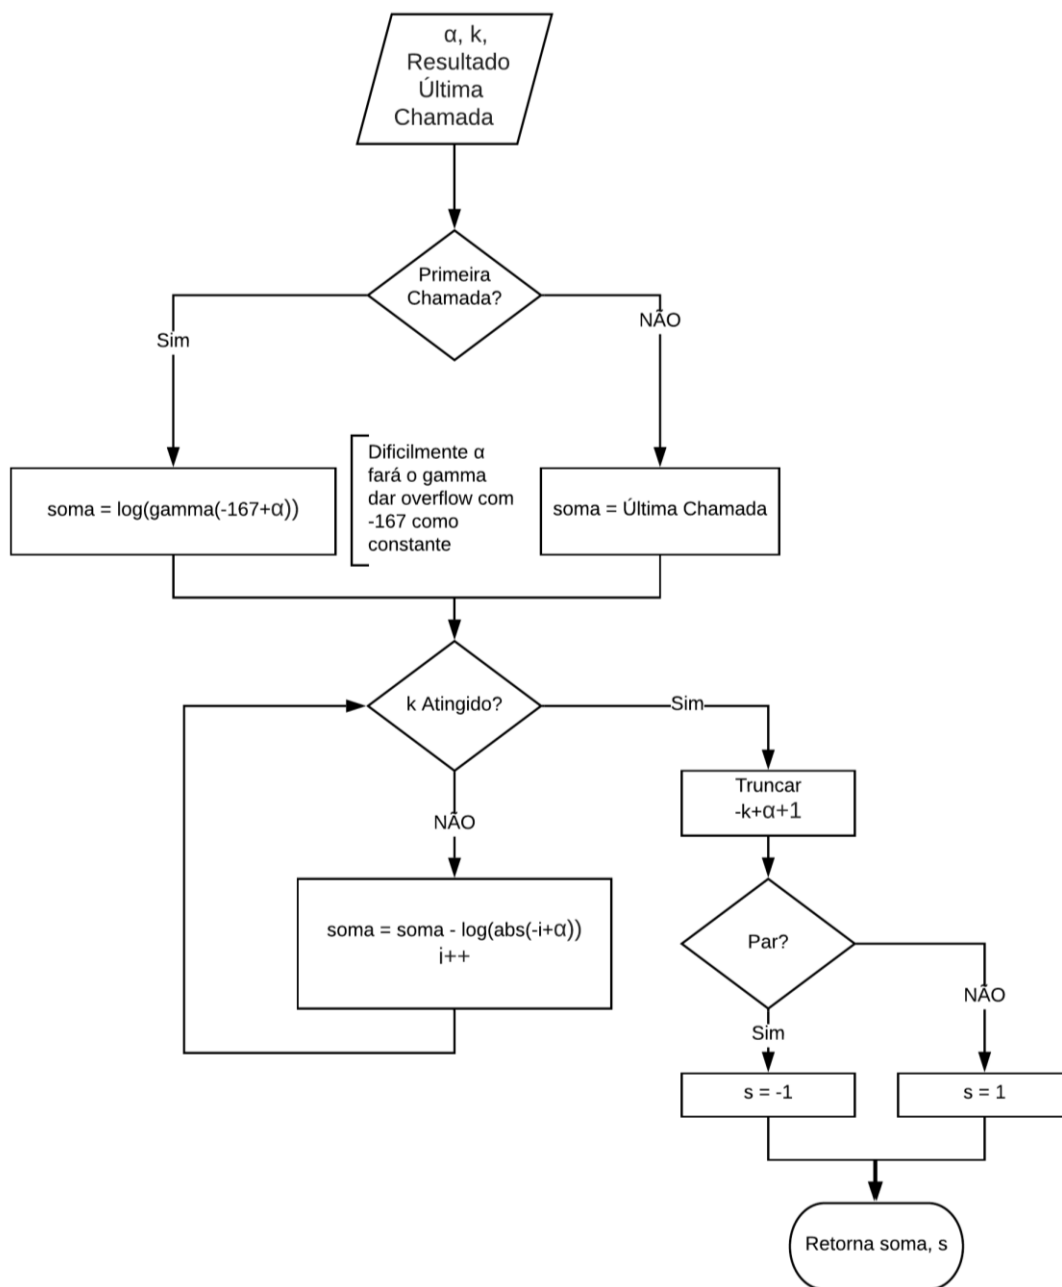 α, k,
Resultado
Última
Chamada
Primeira
Chamada?
Sim
NÃO
soma = log(gamma(-167+α))
Dificilmente α
fará o gamma
dar overflow com
-167 como
constante
soma = Última Chamada
k Atingido?
Sim
NÃO
Truncar
-k+α+1
soma = soma - log(abs(-i+α))
i++
Par?
Sim
NÃO
s = -1
s = 1
Retorna soma, s